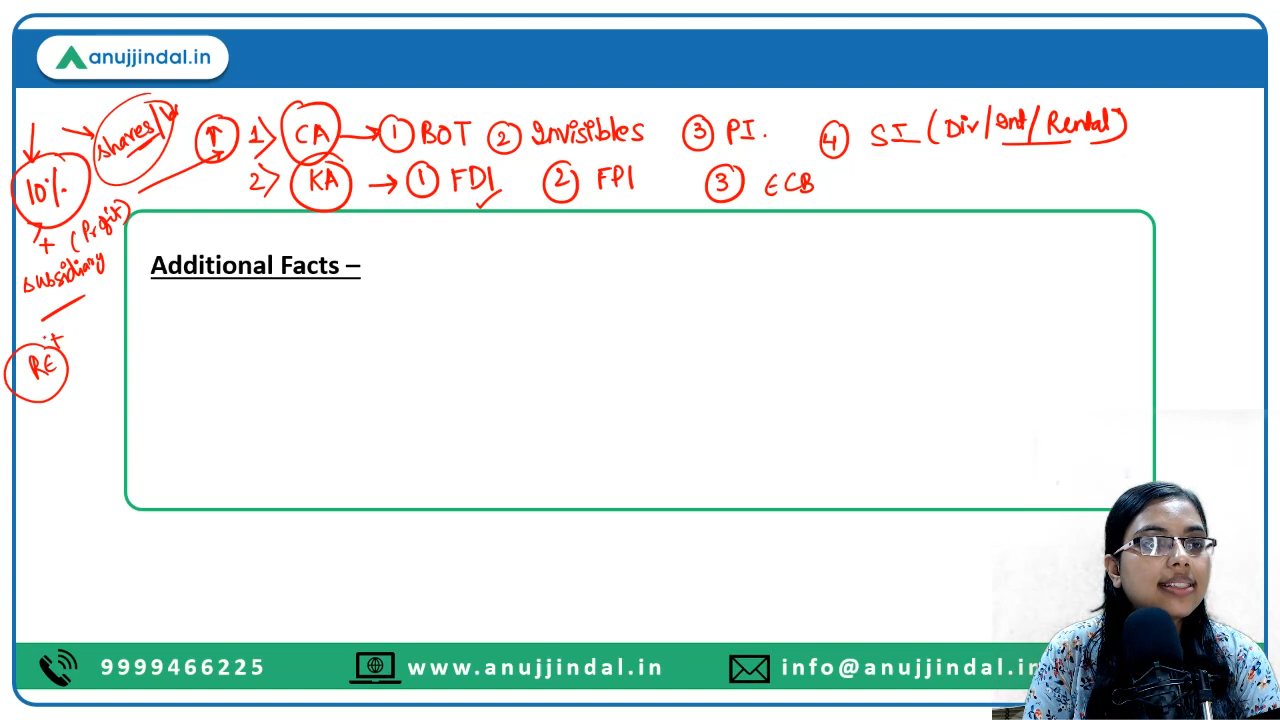 anujjindal.in
↑ 1> CA → ① BOT ② Invisibles ③ PI. ④ SI (Div/Int/Rental)
2> KA → ① FDI ✓ ② FPI ③ ECB
shares/
10%
+ (Profit)
subsidiary
+
RE
Additional Facts –
9999466225 www.anujjindal.in info@anujjindal.in